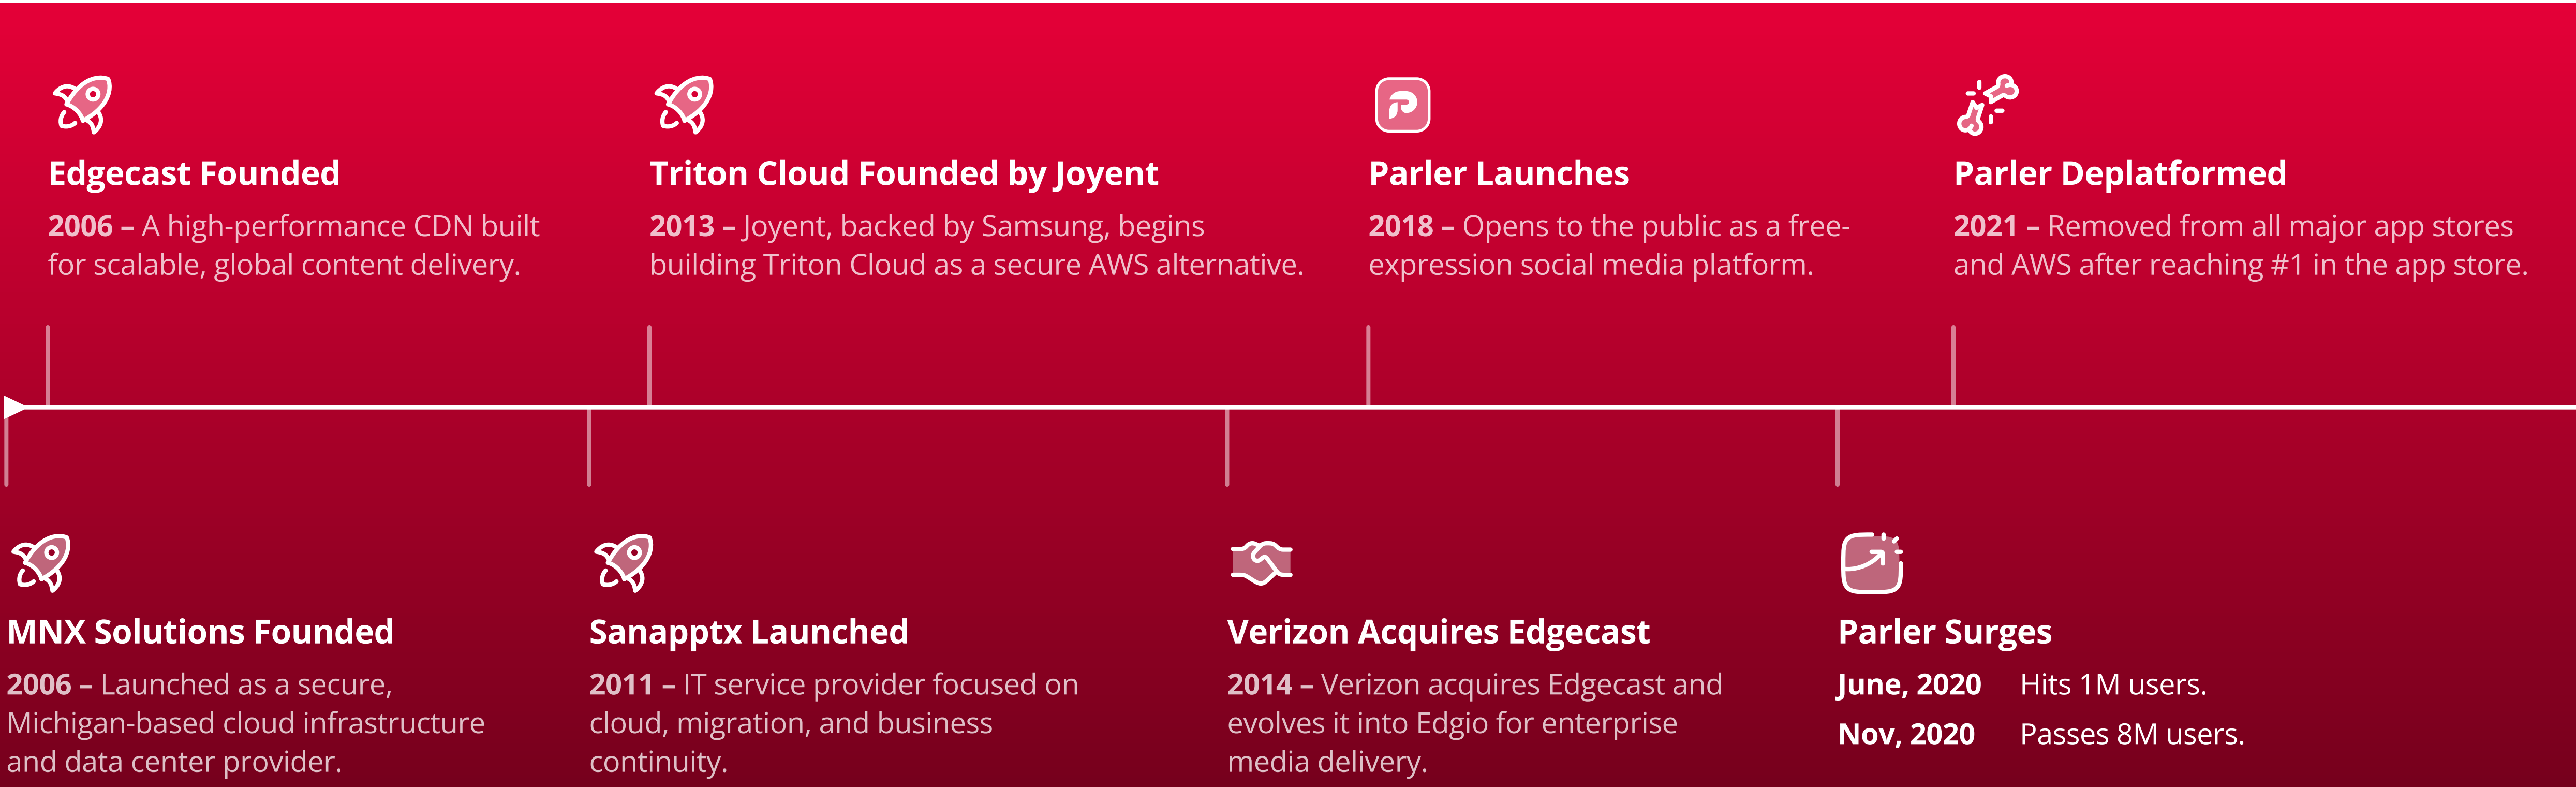 Edgecast Founded
2006 – A high-performance CDN built
for scalable, global content delivery.
Triton Cloud Founded by Joyent
2013 – Joyent, backed by Samsung, begins
building Triton Cloud as a secure AWS alternative.
Parler Launches
2018 – Opens to the public as a free-
expression social media platform.
Parler Deplatformed
2021 – Removed from all major app stores
and AWS after reaching #1 in the app store.
MNX Solutions Founded
2006 – Launched as a secure,
Michigan-based cloud infrastructure
and data center provider.
Sanapptx Launched
2011 – IT service provider focused on
cloud, migration, and business
continuity.
Verizon Acquires Edgecast
2014 – Verizon acquires Edgecast and
evolves it into Edgio for enterprise
media delivery.
Parler Surges
June, 2020 Hits 1M users.
Nov, 2020 Passes 8M users.